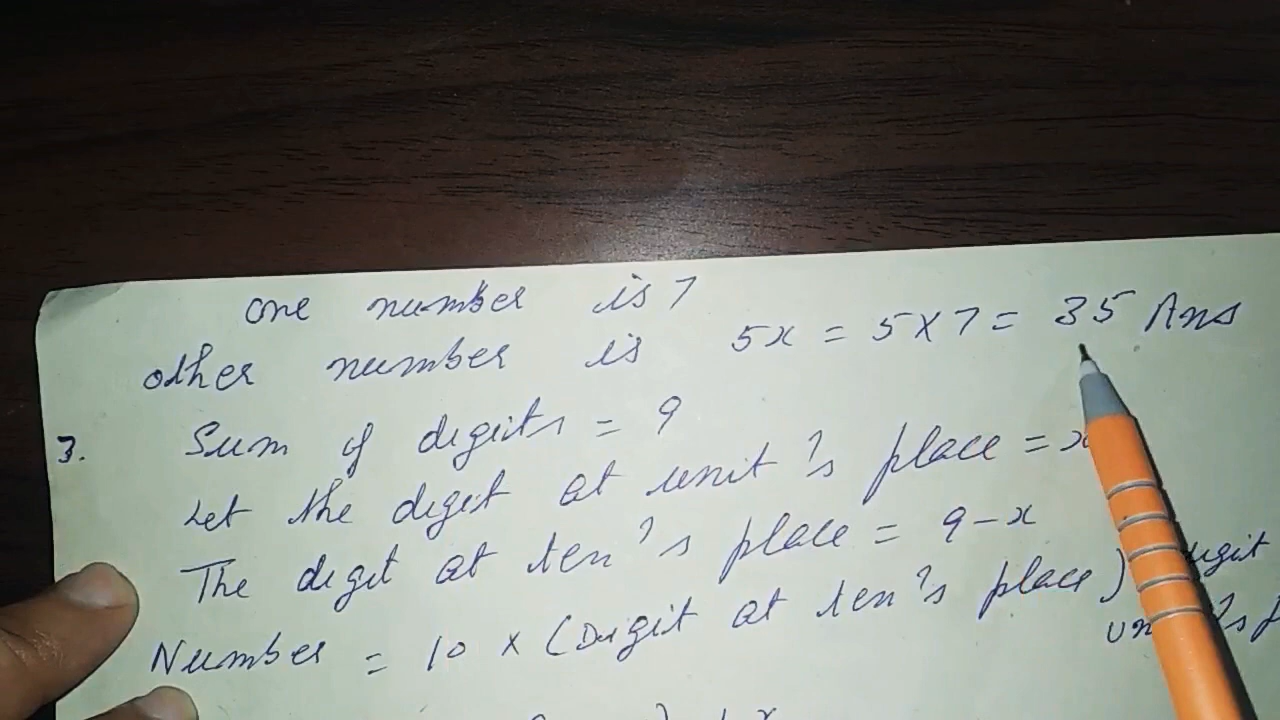 one number is 7
other number is 5x = 5×7 = 35 Ans
3. Sum of digits = 9
Let the digit at unit's place = x
The digit at ten's place = 9-x
Number = 10 × (Digit at ten's place)